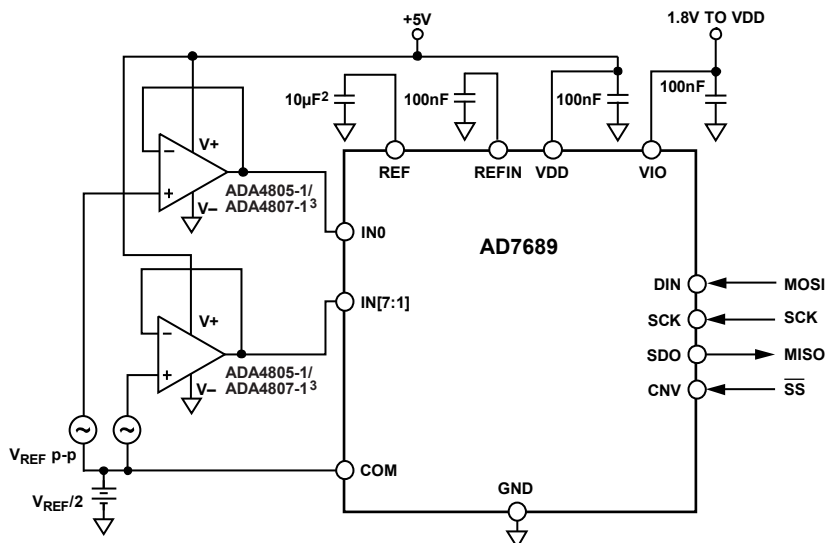 +5V
1.8V TO VDD
10µF²
100nF
100nF
100nF
V+
REF
REFIN
VDD
VIO
ADA4805-1/
ADA4807-1³
V–
IN0
AD7689
IN[7:1]
DIN
MOSI
V+
SCK
SCK
SDO
MISO
ADA4805-1/
ADA4807-1³
V–
CNV
S̅S̅
VREF p-p
COM
VREF/2
GND